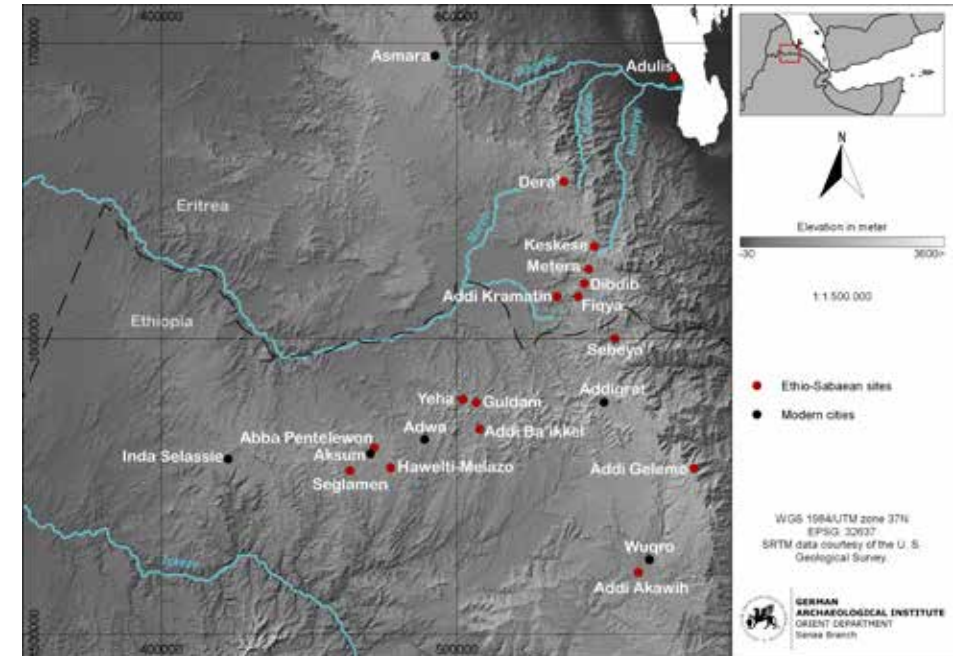 400000
Asmara
Adulis
Eritrea
Dera'
Keskese
Metera
Dibdib
Addi Kramatin
Fiqya
Ethiopia
Sebeya
Yeha
Guldam
Addigrat
Adwa
Addi Ba'ikkel
Abba Pentelewon
Aksum
Inda Selassie
Hawelti-Melazo
Addi Geleme
Seglamen
Wuqro
Addi Akawih
400000
500000
N
Elevation in meter
-30
3600>
1:1.500.000
Ethio-Sabaean sites
Modern cities
WGS 1984/UTM zone 37N
EPSG: 32637
SRTM data courtesy of the U. S.
Geological Survey.
GERMAN
ARCHAEOLOGICAL INSTITUTE
ORIENT DEPARTMENT
Sanaa Branch